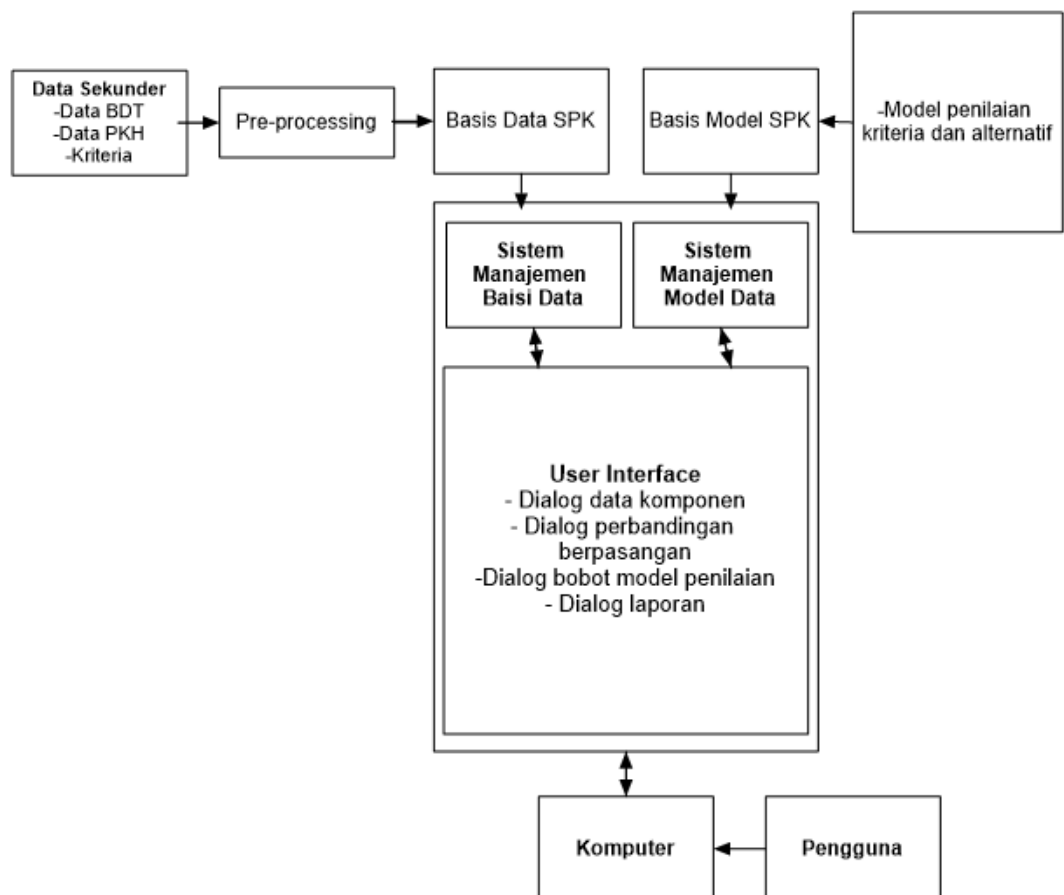 Data Sekunder
-Data BDT
-Data PKH
-Kriteria
Pre-processing
Basis Data SPK
Basis Model SPK
-Model penilaian
kriteria dan alternatif
Sistem
Manajemen
Baisi Data
Sistem
Manajemen
Model Data
User Interface
- Dialog data komponen
- Dialog perbandingan
berpasangan
-Dialog bobot model penilaian
- Dialog laporan
Komputer
Pengguna